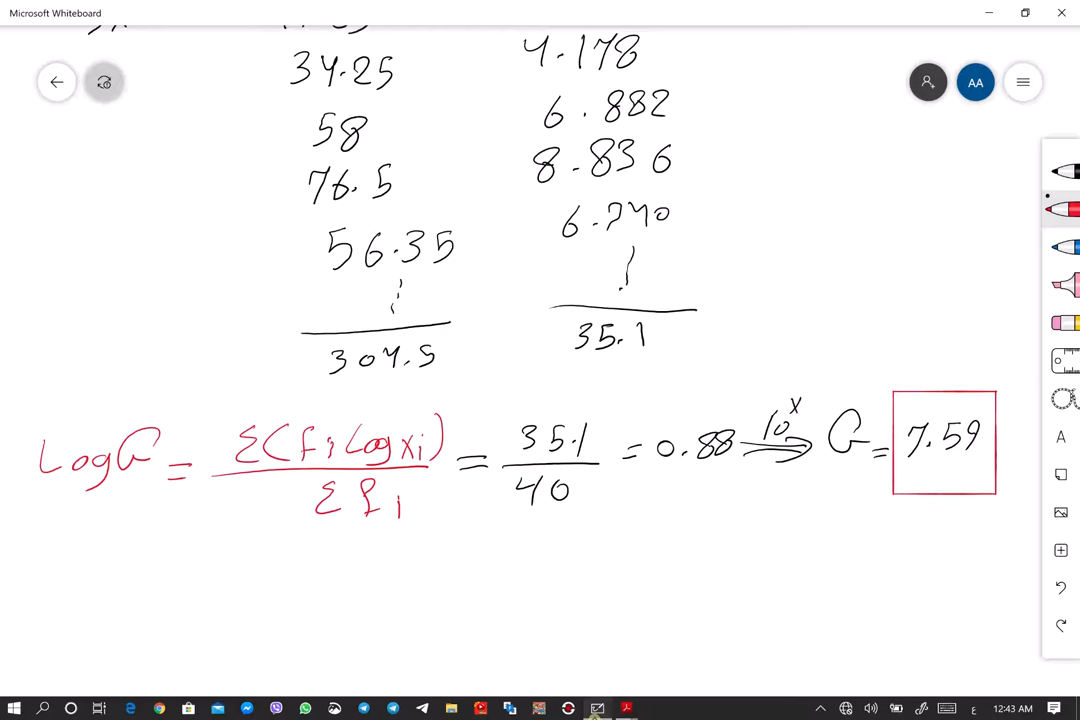 Microsoft Whiteboard
AA
34.25 4.178
58 6.882
76.5 8.836
56.35 6.740
304.5 35.1
Log G = Σ(fi Log xi) / Σfi = 35.1 / 40 = 0.88 10^x ⇒ G = 7.59
A
ع 12:43 AM